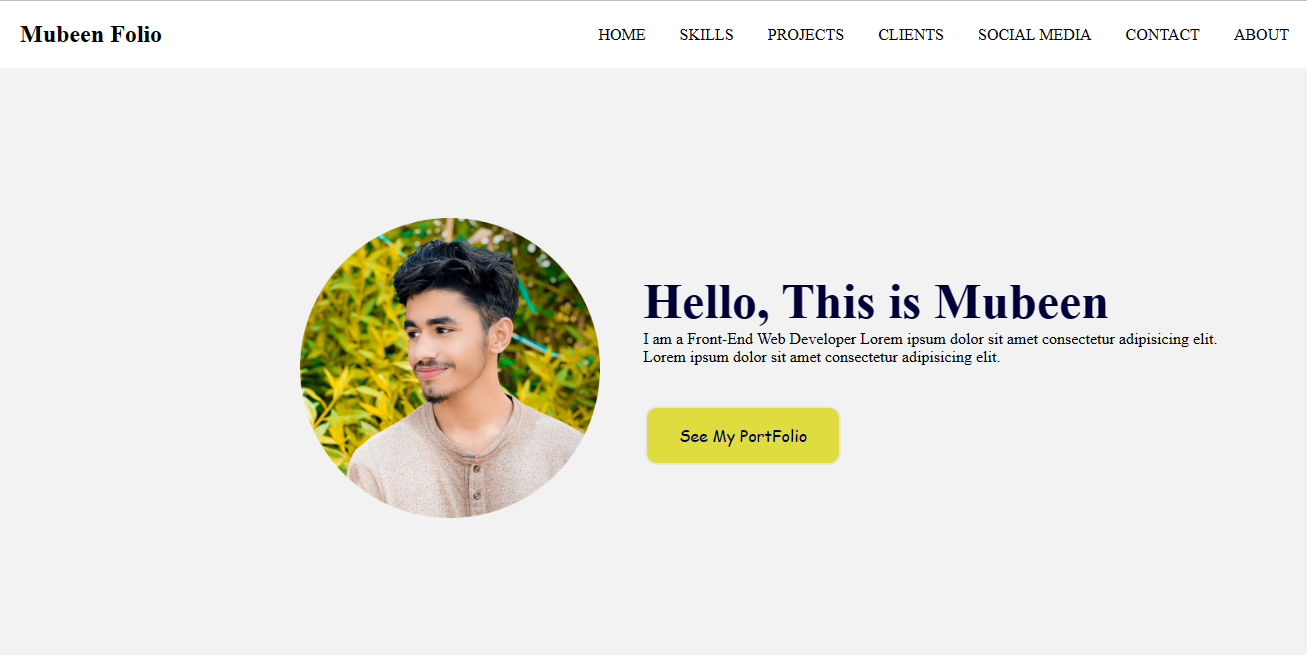 Mubeen Folio
HOME SKILLS PROJECTS CLIENTS SOCIAL MEDIA CONTACT ABOUT
Hello, This is Mubeen
I am a Front-End Web Developer Lorem ipsum dolor sit amet consectetur adipisicing elit.
Lorem ipsum dolor sit amet consectetur adipisicing elit.
See My PortFolio